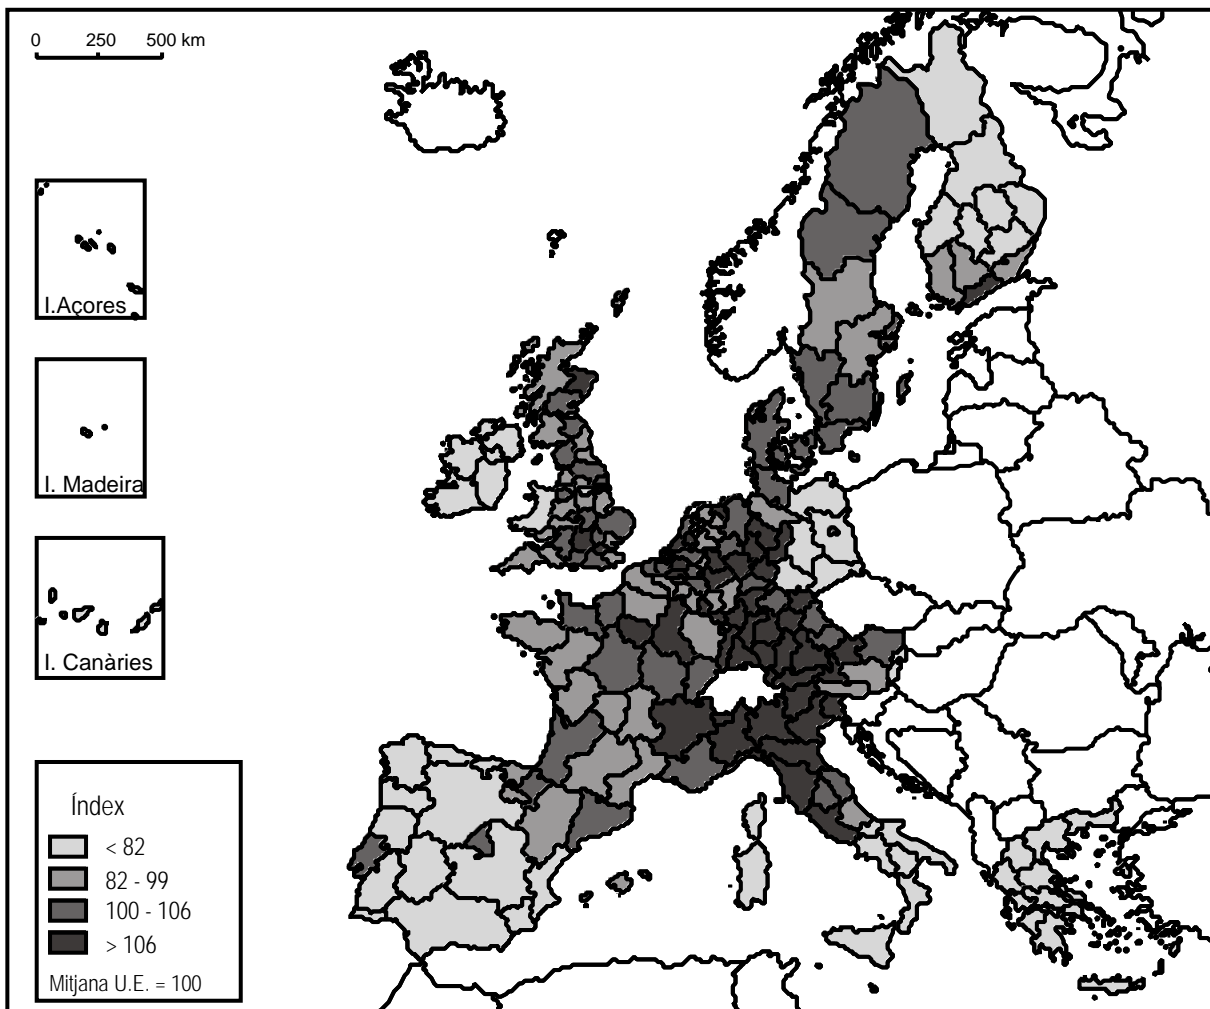 0 250 500 km
I.Açores
I. Madeira
I. Canàries
Índex
< 82
82 - 99
100 - 106
> 106
Mitjana U.E. = 100